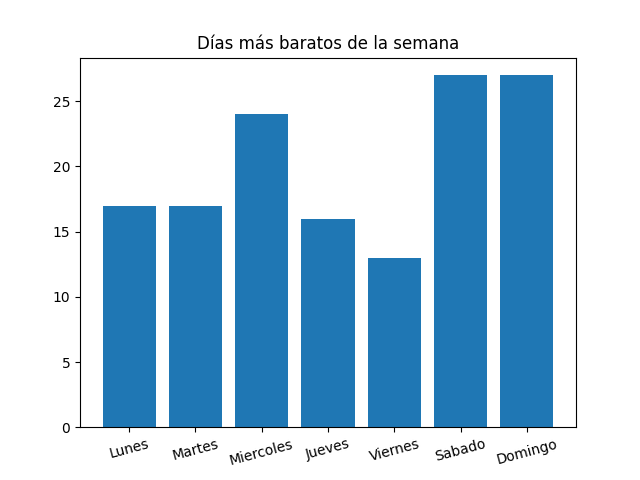 Días más baratos de la semana
25
20
15
10
5
0
Lunes
Martes
Miercoles
Jueves
Viernes
Sabado
Domingo